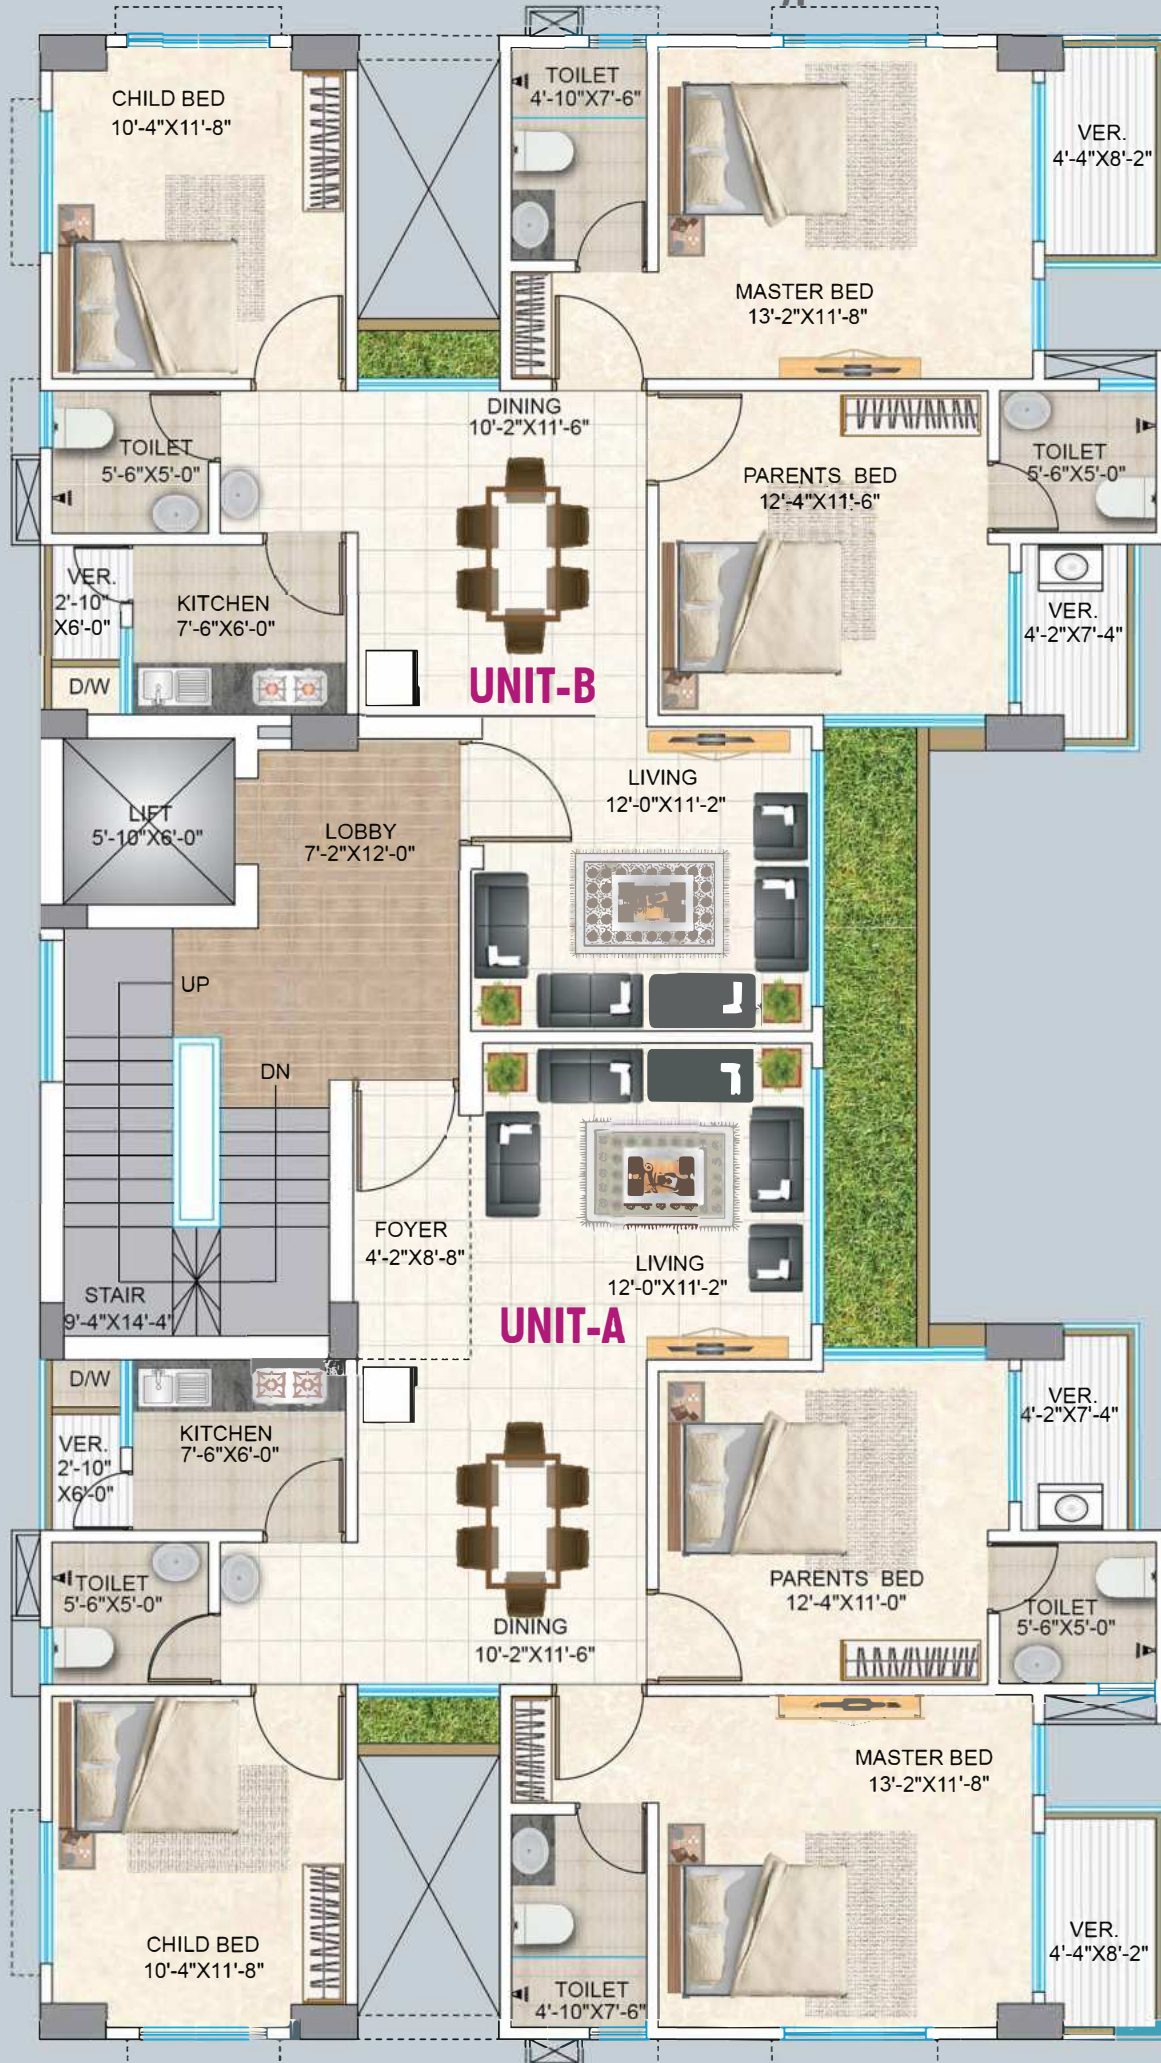 CHILD BED
10'-4"X11'-8"
TOILET
4'-10"X7'-6"
VER.
4'-4"X8'-2"
MASTER BED
13'-2"X11'-8"
DINING
10'-2"X11'-6"
TOILET
5'-6"X5'-0"
PARENTS BED
12'-4"X11'-6"
TOILET
5'-6"X5'-0"
VER.
2'-10"
X6'-0"
KITCHEN
7'-6"X6'-0"
VER.
4'-2"X7'-4"
D/W
UNIT-B
LIVING
12'-0"X11'-2"
LIFT
5'-10"X6'-0"
LOBBY
7'-2"X12'-0"
UP
DN
FOYER
4'-2"X8'-8"
LIVING
12'-0"X11'-2"
STAIR
9'-4"X14'-4"
UNIT-A
D/W
VER.
4'-2"X7'-4"
KITCHEN
7'-6"X6'-0"
VER.
2'-10"
X6'-0"
TOILET
5'-6"X5'-0"
PARENTS BED
12'-4"X11'-0"
TOILET
5'-6"X5'-0"
DINING
10'-2"X11'-6"
MASTER BED
13'-2"X11'-8"
CHILD BED
10'-4"X11'-8"
VER.
4'-4"X8'-2"
TOILET
4'-10"X7'-6"